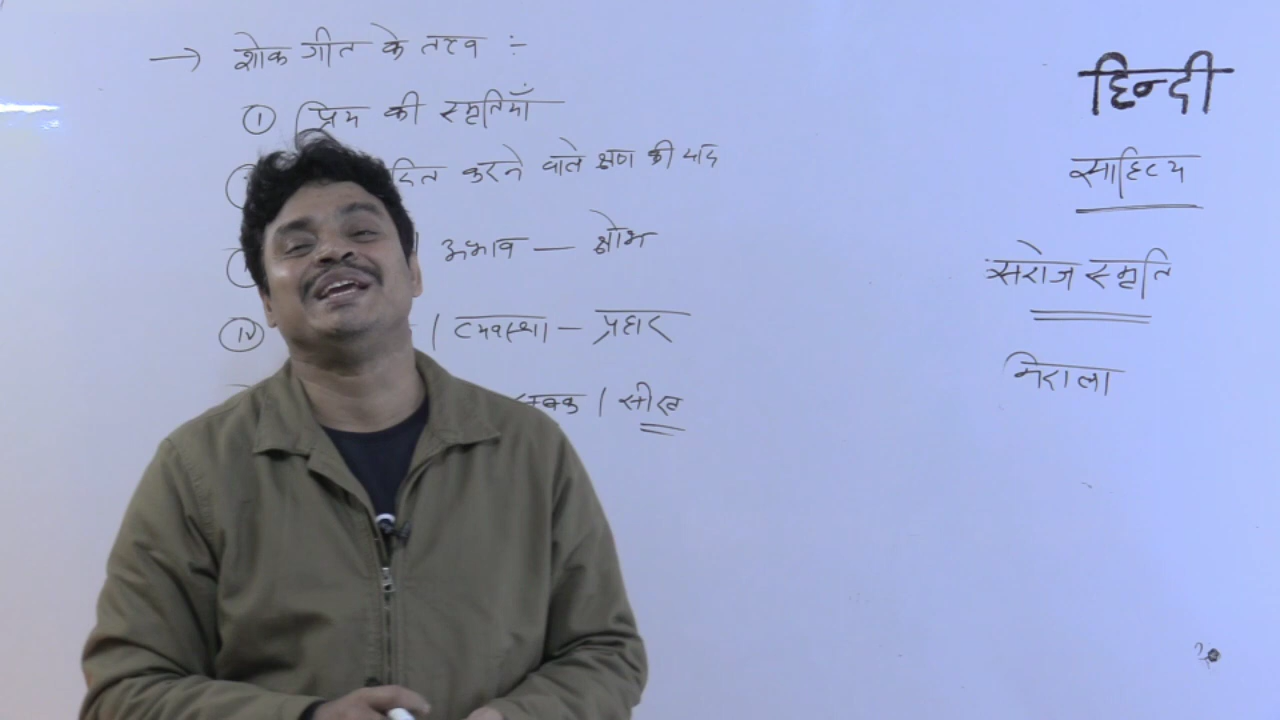 → शोक गीत के तत्व :-
① प्रिय की स्मृतियाँ
करने वाले क्षण की याद
अभाव — क्षोभ
ⅳ | व्यवस्था — प्रहार
| सीख
हिन्दी
साहित्य
सरोज स्मृति
निराला